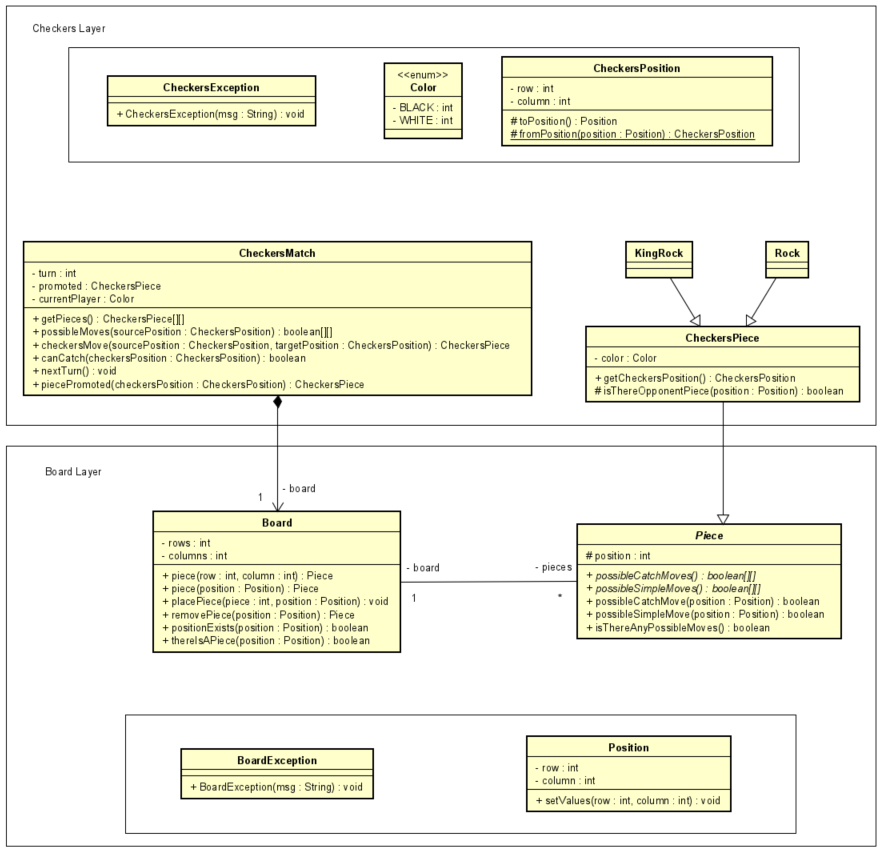 Checkers Layer
CheckersException
+ CheckersException(msg : String) : void
<<enum>>
Color
- BLACK : int
- WHITE : int
CheckersPosition
- row : int
- column : int
# toPosition() : Position
# fromPosition(position : Position) : CheckersPosition
CheckersMatch
- turn : int
- promoted : CheckersPiece
- currentPlayer : Color
+ getPieces() : CheckersPiece[][]
+ possibleMoves(sourcePosition : CheckersPosition) : boolean[][]
+ checkersMove(sourcePosition : CheckersPosition, targetPosition : CheckersPosition) : CheckersPiece
+ canCatch(checkersPosition : CheckersPosition) : boolean
+ nextTurn() : void
+ piecePromoted(checkersPosition : CheckersPosition) : CheckersPiece
KingRock
Rock
CheckersPiece
- color : Color
+ getCheckersPosition() : CheckersPosition
# isThereOpponentPiece(position : Position) : boolean
Board Layer
- board
1
Board
- rows : int
- columns : int
+ piece(row : int, column : int) : Piece
+ piece(position : Position) : Piece
+ placePiece(piece : int, position : Position) : void
+ removePiece(position : Position) : Piece
+ positionExists(position : Position) : boolean
+ thereIsAPiece(position : Position) : boolean
- board
1
- pieces
*
Piece
# position : int
+ possibleCatchMoves() : boolean[][]
+ possibleSimpleMoves() : boolean[][]
+ possibleCatchMove(position : Position) : boolean
+ possibleSimpleMove(position : Position) : boolean
+ isThereAnyPossibleMoves() : boolean
BoardException
+ BoardException(msg : String) : void
Position
- row : int
- column : int
+ setValues(row : int, column : int) : void